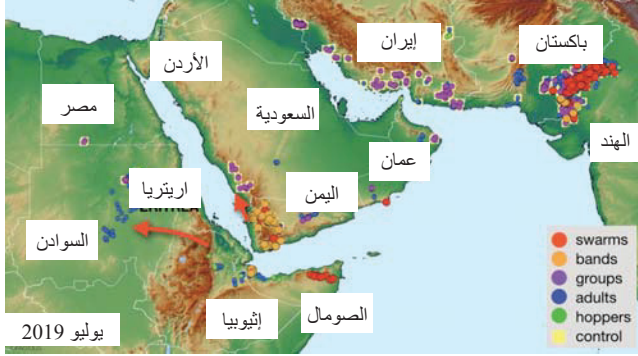 إيران
باكستان
الأردن
مصر
السعودية
الهند
عمان
اريتريا
اليمن
السوادن
الصومال
إثيوبيا
يوليو 2019
swarms
bands
groups
adults
hoppers
control